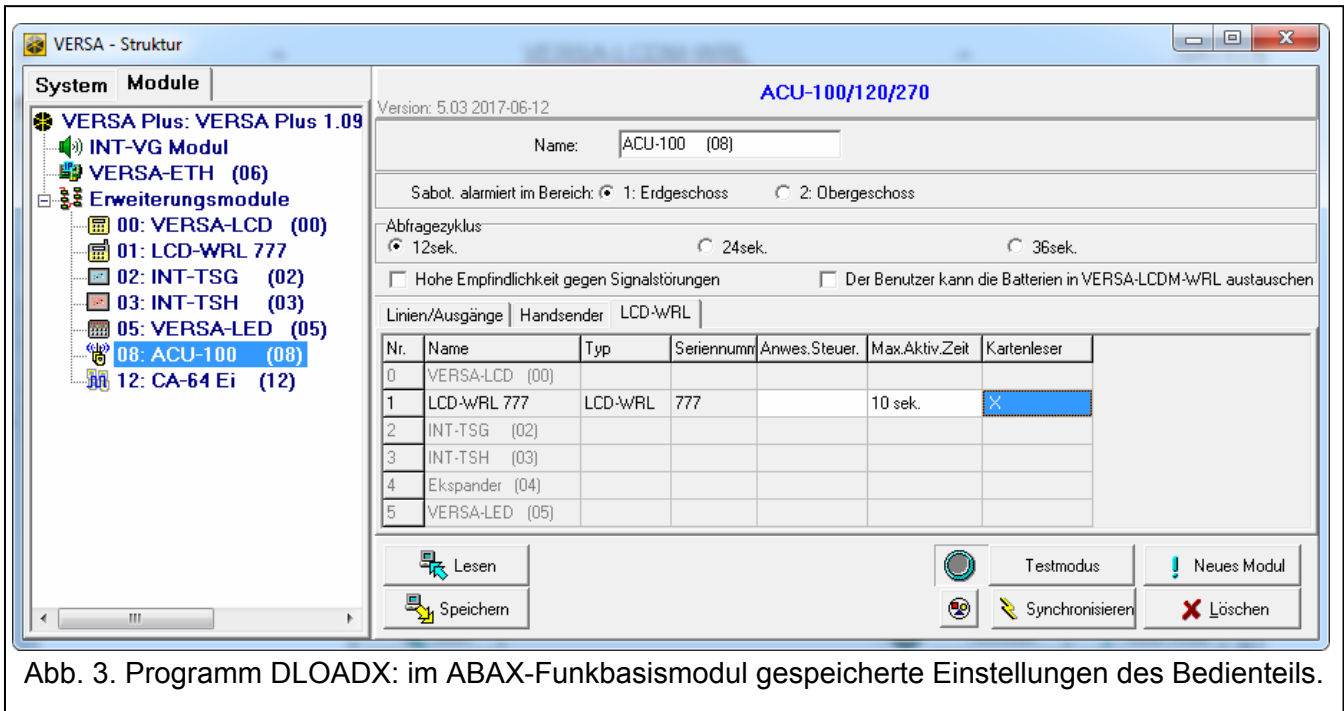 VERSA - Struktur
System Module
VERSA Plus: VERSA Plus 1.09
INT-VG Modul
VERSA-ETH (06)
Erweiterungsmodule
00: VERSA-LCD (00)
01: LCD-WRL 777
02: INT-TSG (02)
03: INT-TSH (03)
05: VERSA-LED (05)
08: ACU-100 (08)
12: CA-64 Ei (12)
ACU-100/120/270
Version: 5.03 2017-06-12
Name: ACU-100 (08)
Sabot. alarmiert im Bereich: 1: Erdgeschoss 2: Obergeschoss
Abfragezyklus
12sek. 24sek. 36sek.
Hohe Empfindlichkeit gegen Signalstörungen Der Benutzer kann die Batterien in VERSA-LCDM-WRL austauschen
Linien/Ausgänge Handsender LCD-WRL
Nr. Name Typ Seriennumm Anwes.Steuer. Max.Aktiv.Zeit Kartenleser
0 VERSA-LCD (00)
1 LCD-WRL 777 LCD-WRL 777 10 sek. X
2 INT-TSG (02)
3 INT-TSH (03)
4 Ekspander (04)
5 VERSA-LED (05)
Lesen Testmodus Neues Modul
Speichern Synchronisieren Löschen
Abb. 3. Programm DLOADX: im ABAX-Funkbasismodul gespeicherte Einstellungen des Bedienteils.